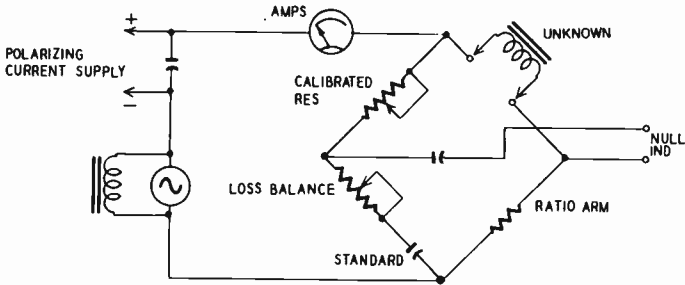 AMPS
+
POLARIZING
CURRENT SUPPLY
−
UNKNOWN
CALIBRATED
RES
NULL
IND
LOSS BALANCE
RATIO ARM
STANDARD